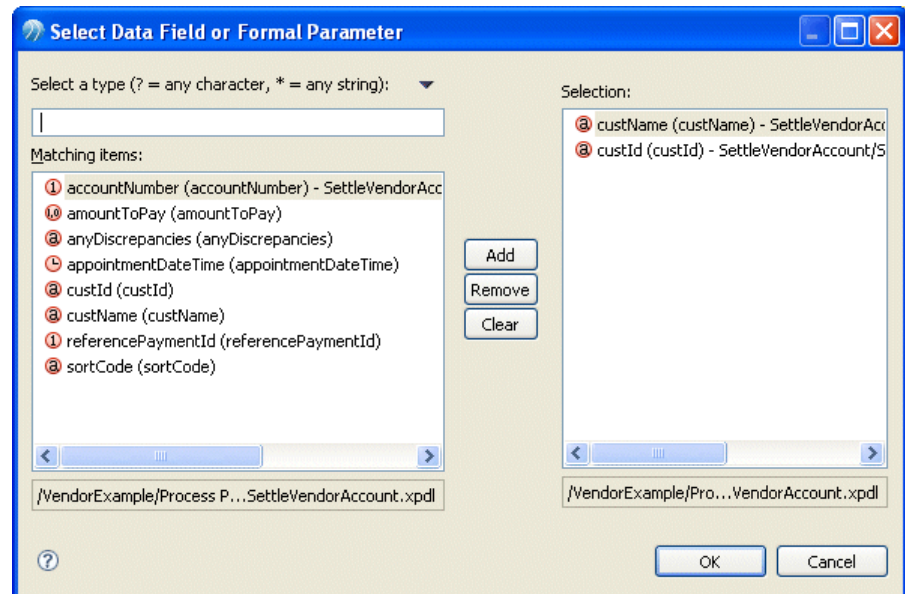 Select Data Field or Formal Parameter
Select a type (? = any character, * = any string):
Selection:
Matching items:
accountNumber (accountNumber) - SettleVendorAcc
amountToPay (amountToPay)
anyDiscrepancies (anyDiscrepancies)
appointmentDateTime (appointmentDateTime)
custId (custId)
custName (custName)
referencePaymentId (referencePaymentId)
sortCode (sortCode)
custName (custName) - SettleVendorAcc
custId (custId) - SettleVendorAccount/S
Add
Remove
Clear
/VendorExample/Process P...SettleVendorAccount.xpdl
/VendorExample/Pro...VendorAccount.xpdl
OK
Cancel